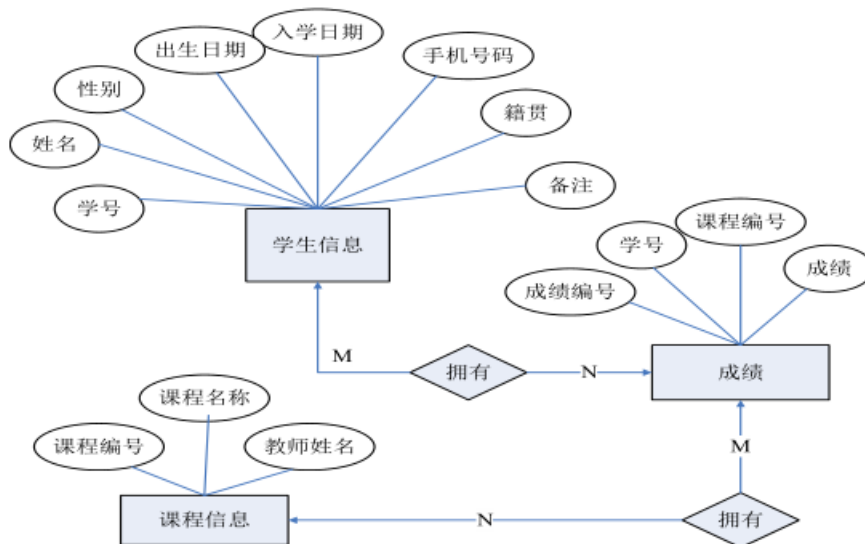 入学日期
出生日期
手机号码
性别
籍贯
姓名
备注
学号
学生信息
课程编号
学号
成绩
成绩编号
M
拥有
N
成绩
课程名称
课程编号
教师姓名
M
课程信息
N
拥有